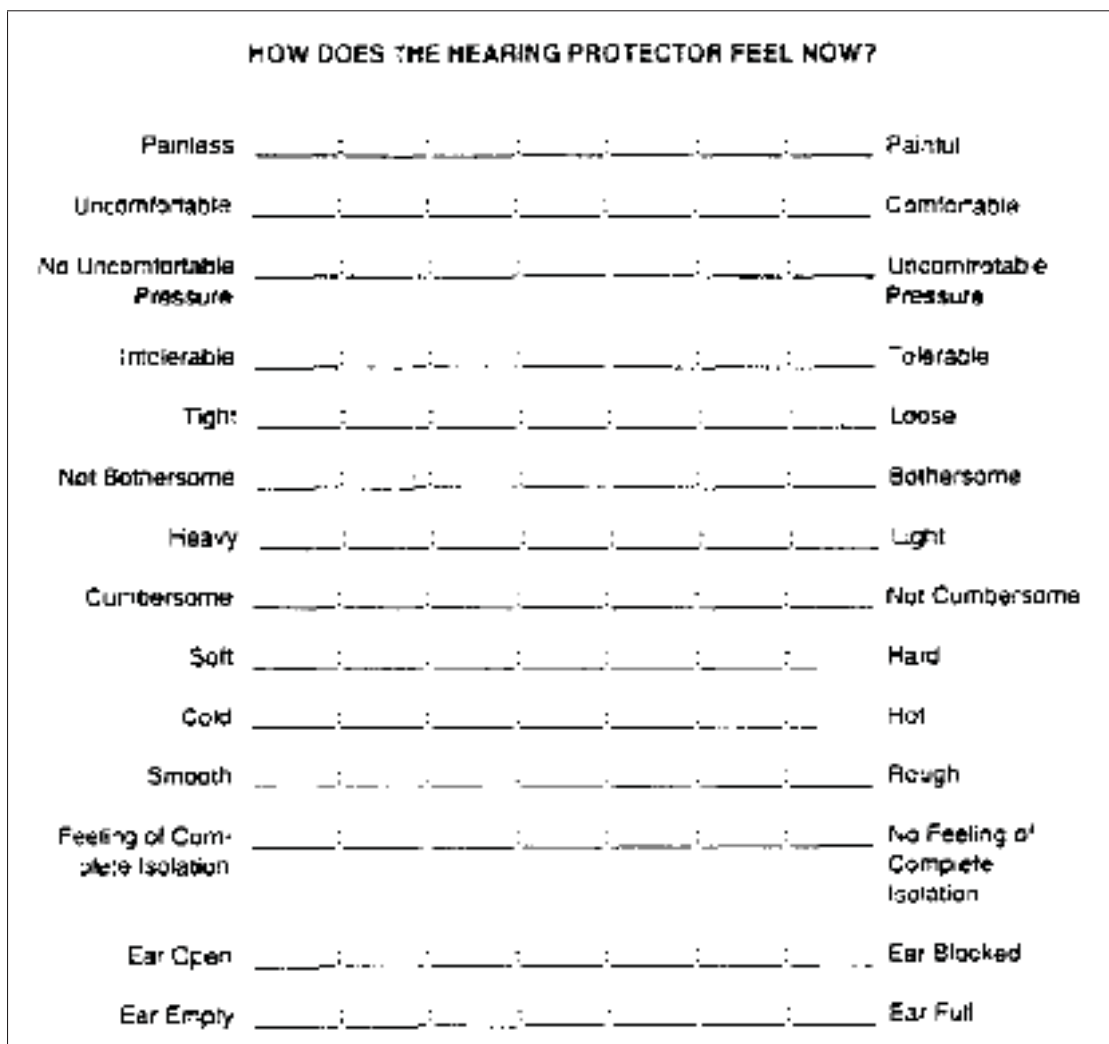 HOW DOES THE HEARING PROTECTOR FEEL NOW?
Painless Painful
Uncomfortable Comfortable
No Uncomfortable Uncomfrotable
Pressure Pressure
Intolerable Tolerable
Tight Loose
Not Bothersome Bothersome
Heavy Light
Cumbersome Not Cumbersome
Soft Hard
Cold Hot
Smooth Rough
Feeling of Com- No Feeling of
plete Isolation Complete
Isolation
Ear Open Ear Blocked
Ear Empty Ear Full